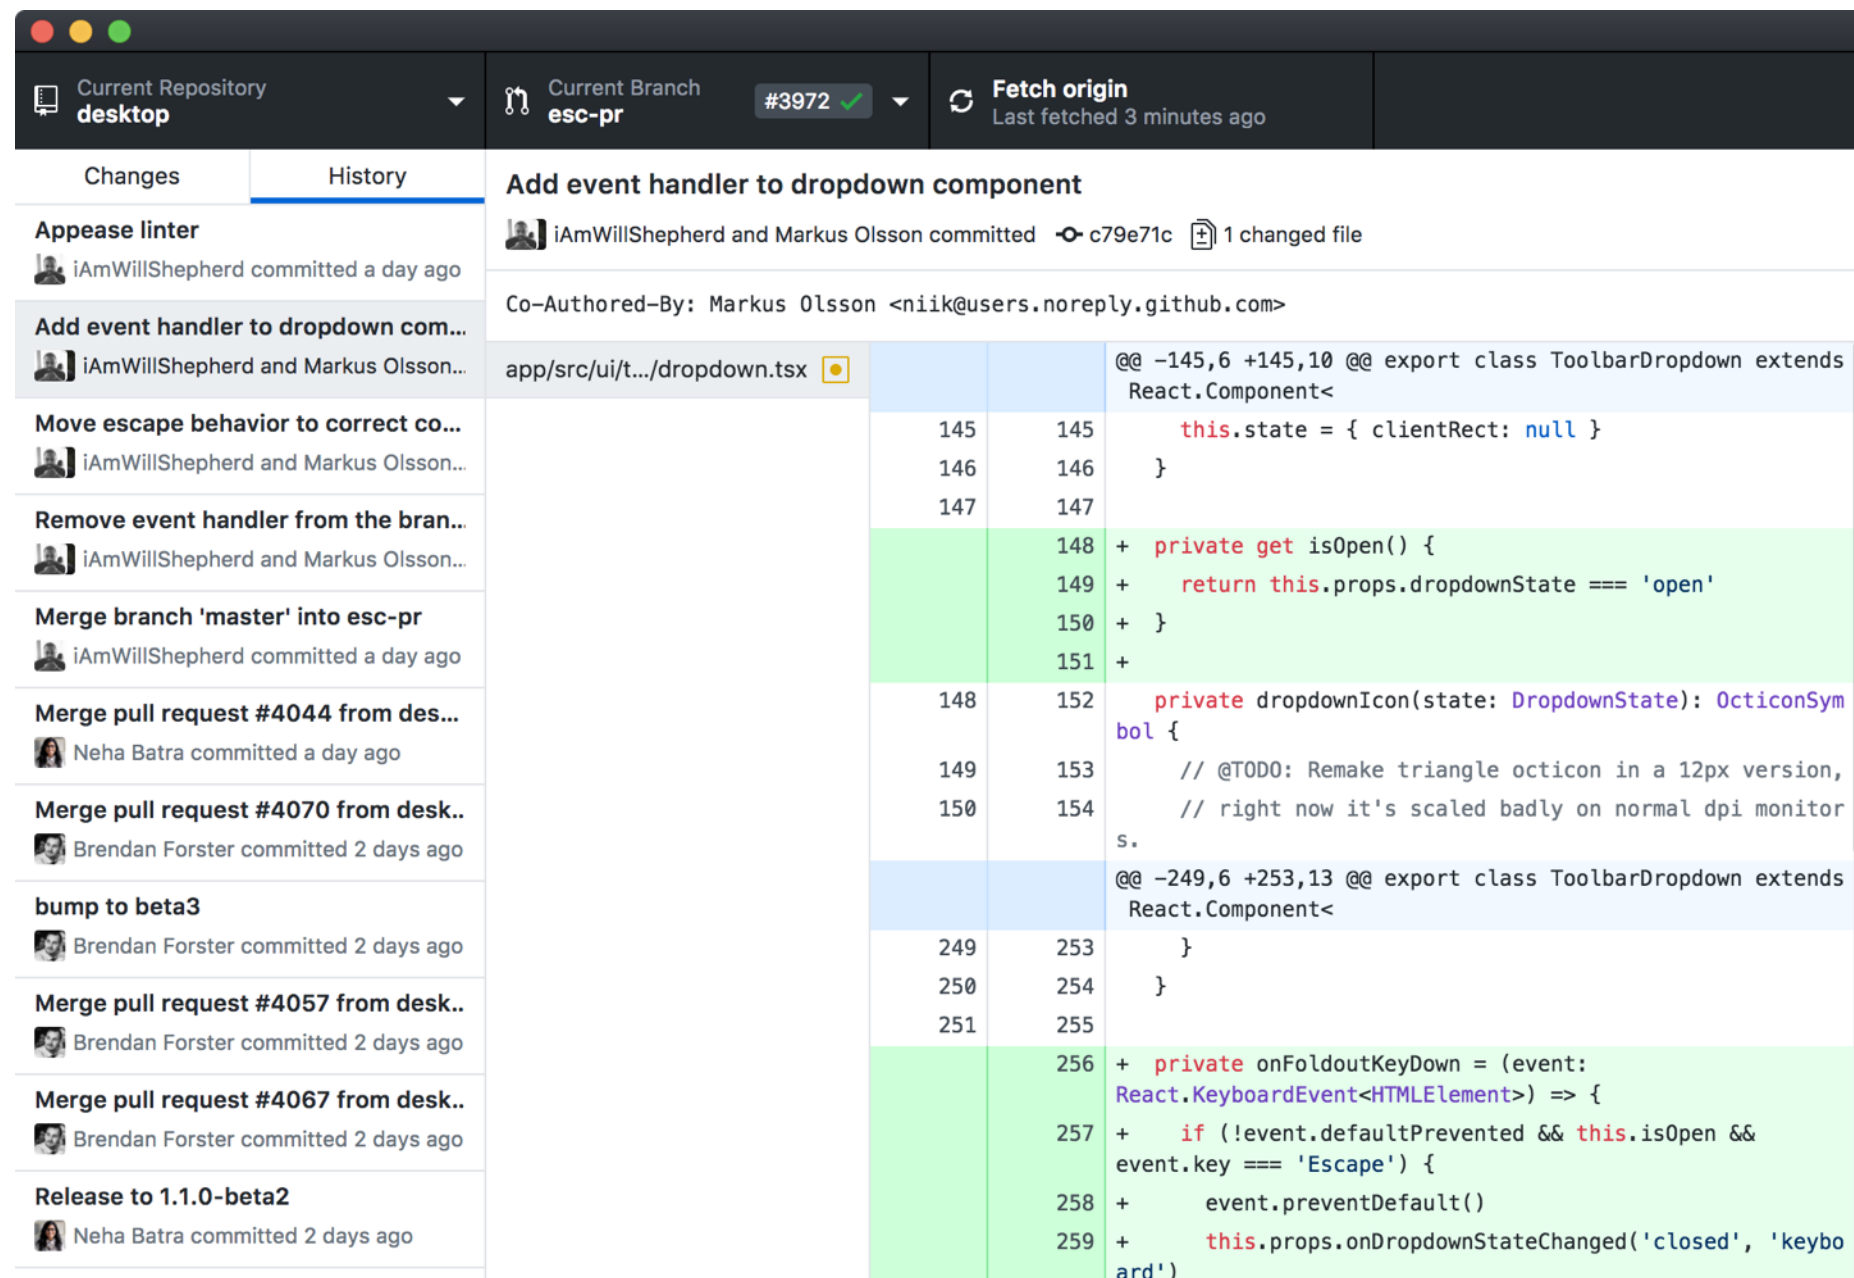 Current Repository
desktop
Current Branch
esc-pr
#3972
Fetch origin
Last fetched 3 minutes ago
Changes
History
Appease linter
iAmWillShepherd committed a day ago
Add event handler to dropdown com...
iAmWillShepherd and Markus Olsson...
Move escape behavior to correct co...
iAmWillShepherd and Markus Olsson...
Remove event handler from the bran...
iAmWillShepherd and Markus Olsson...
Merge branch 'master' into esc-pr
iAmWillShepherd committed a day ago
Merge pull request #4044 from des...
Neha Batra committed a day ago
Merge pull request #4070 from desk..
Brendan Forster committed 2 days ago
bump to beta3
Brendan Forster committed 2 days ago
Merge pull request #4057 from desk..
Brendan Forster committed 2 days ago
Merge pull request #4067 from desk..
Brendan Forster committed 2 days ago
Release to 1.1.0-beta2
Neha Batra committed 2 days ago
Add event handler to dropdown component
iAmWillShepherd and Markus Olsson committed c79e71c 1 changed file
Co-Authored-By: Markus Olsson <niik@users.noreply.github.com>
app/src/ui/t.../dropdown.tsx
@@ -145,6 +145,10 @@ export class ToolbarDropdown extends
React.Component<
145 145 this.state = { clientRect: null }
146 146 }
147 147
148 + private get isOpen() {
149 + return this.props.dropdownState === 'open'
150 + }
151 +
148 152 private dropdownIcon(state: DropdownState): OcticonSym
bol {
149 153 // @TODO: Remake triangle octicon in a 12px version,
150 154 // right now it's scaled badly on normal dpi monitor
s.
@@ -249,6 +253,13 @@ export class ToolbarDropdown extends
React.Component<
249 253 }
250 254 }
251 255
256 + private onFoldoutKeyDown = (event:
React.KeyboardEvent<HTMLElement>) => {
257 + if (!event.defaultPrevented && this.isOpen &&
event.key === 'Escape') {
258 + event.preventDefault()
259 + this.props.onDropdownStateChanged('closed', 'keybo
ard')